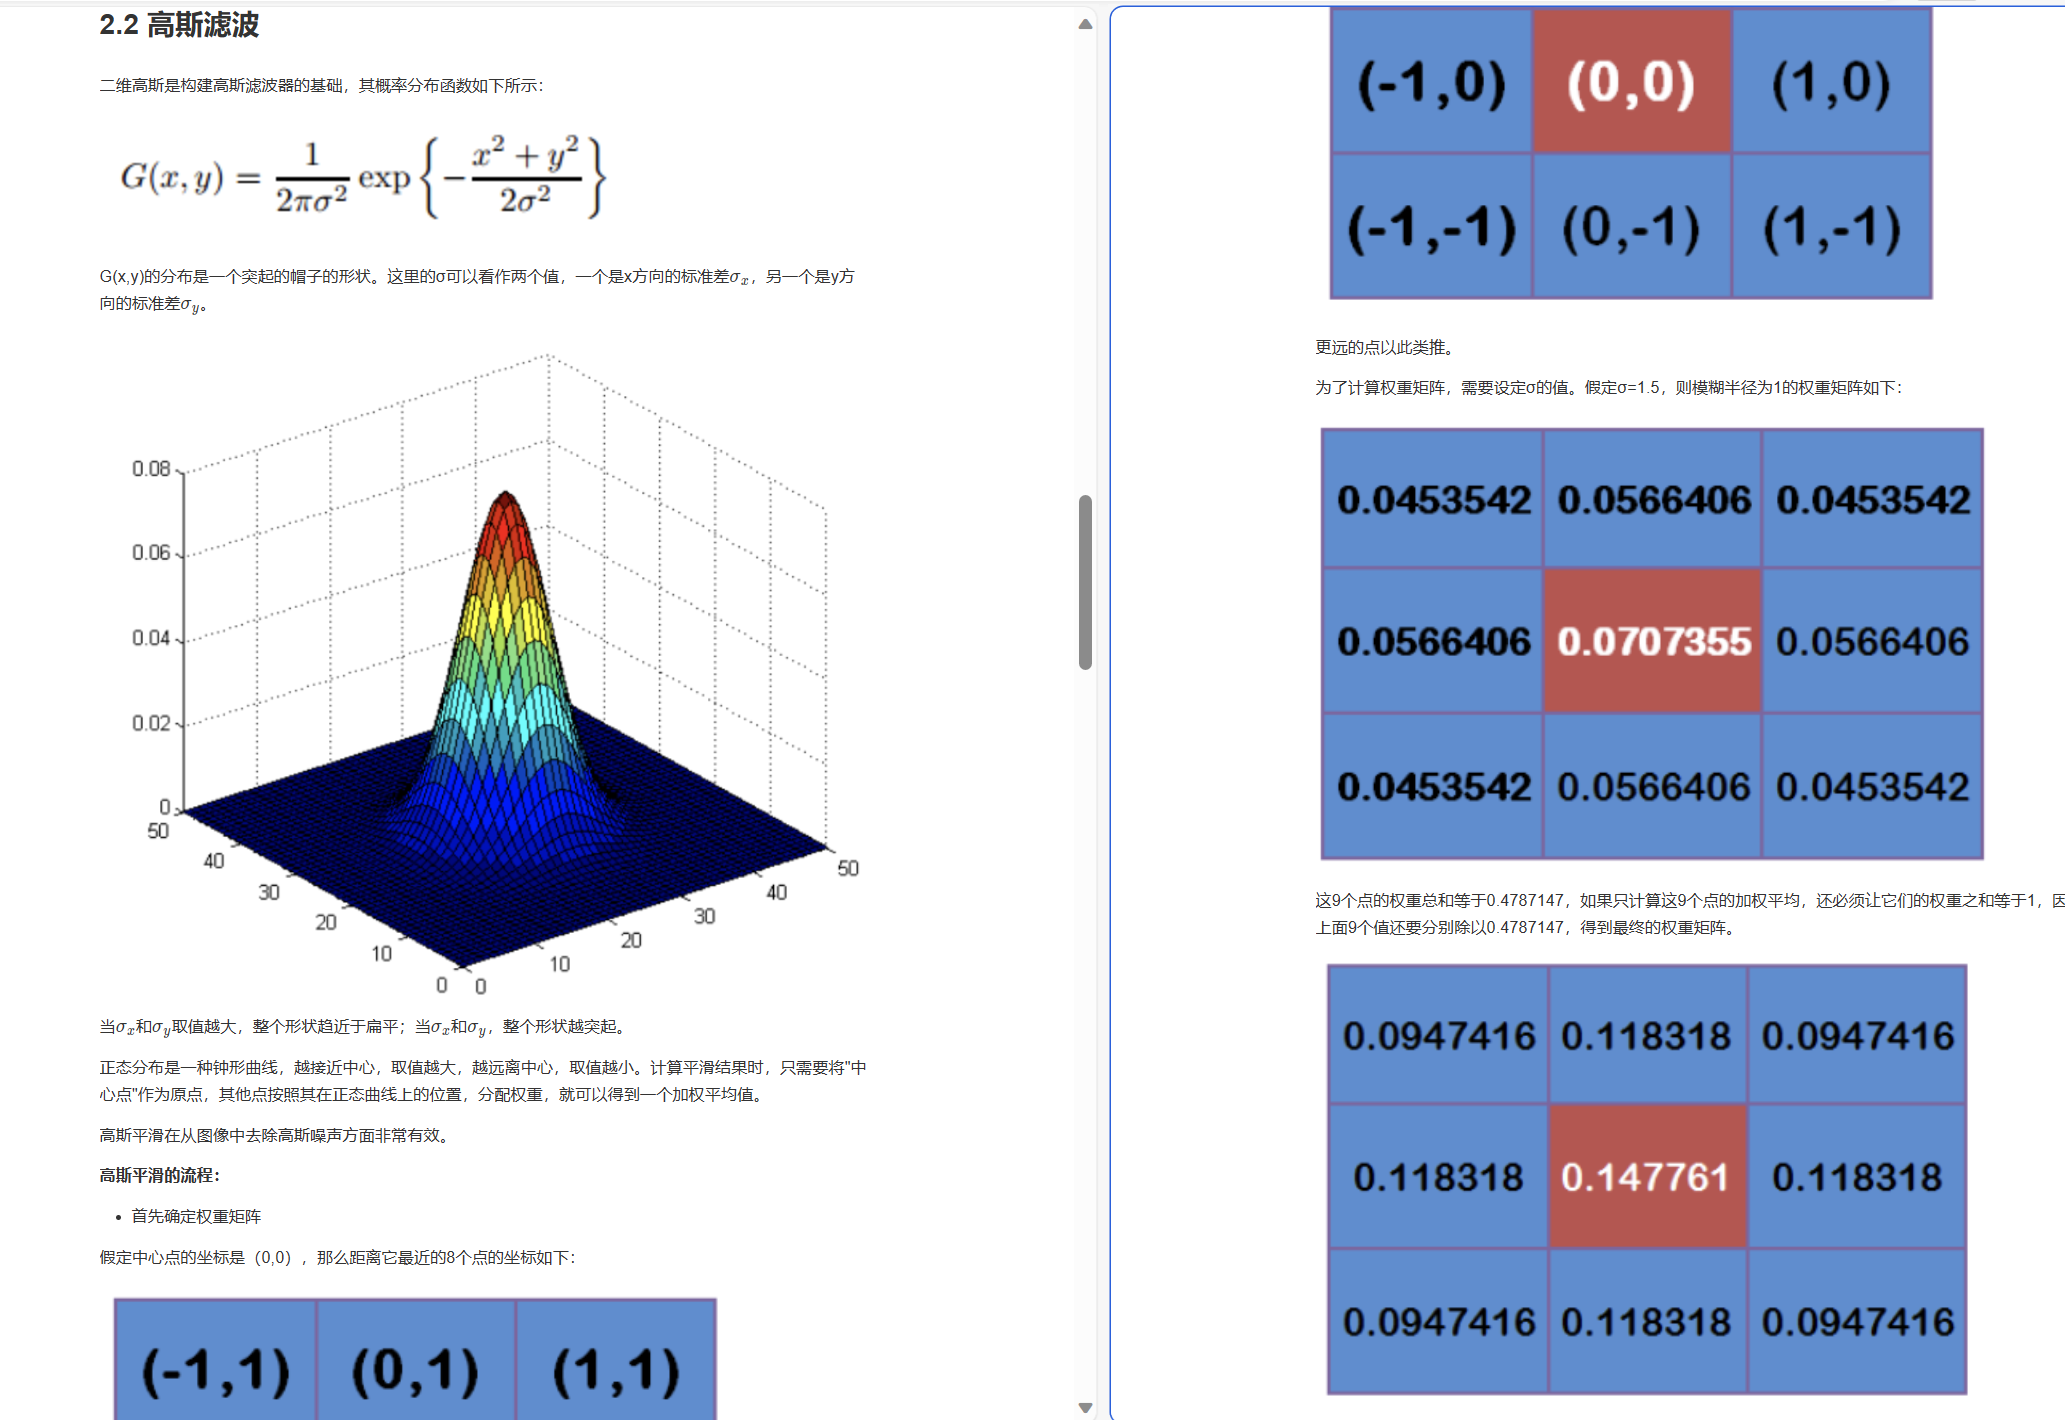 2.2 高斯滤波
二维高斯是构建高斯滤波器的基础，其概率分布函数如下所示：
G(x, y) = \frac{1}{2πσ²} exp{ -\frac{x² + y²}{2σ²} }
G(x,y)的分布是一个突起的帽子的形状。这里的σ可以看作两个值，一个是x方向的标准差σₓ，另一个是y方
向的标准差σ_y。
0.08
0.06
0.04
0.02
0
50
40
30
20
10
0
0
10
20
30
40
50
当σₓ和σ_y取值越大，整个形状趋近于扁平；当σₓ和σ_y，整个形状越突起。
正态分布是一种钟形曲线，越接近中心，取值越大，越远离中心，取值越小。计算平滑结果时，只需要将"中
心点"作为原点，其他点按照其在正态曲线上的位置，分配权重，就可以得到一个加权平均值。
高斯平滑在从图像中去除高斯噪声方面非常有效。
高斯平滑的流程：
• 首先确定权重矩阵
假定中心点的坐标是（0,0），那么距离它最近的8个点的坐标如下：
(-1,1) (0,1) (1,1)
(-1,0) (0,0) (1,0)
(-1,-1) (0,-1) (1,-1)
更远的点以此类推。
为了计算权重矩阵，需要设定σ的值。假定σ=1.5，则模糊半径为1的权重矩阵如下：
0.0453542 0.0566406 0.0453542
0.0566406 0.0707355 0.0566406
0.0453542 0.0566406 0.0453542
这9个点的权重总和等于0.4787147，如果只计算这9个点的加权平均，还必须让它们的权重之和等于1，因
上面9个值还要分别除以0.4787147，得到最终的权重矩阵。
0.0947416 0.118318 0.0947416
0.118318 0.147761 0.118318
0.0947416 0.118318 0.0947416